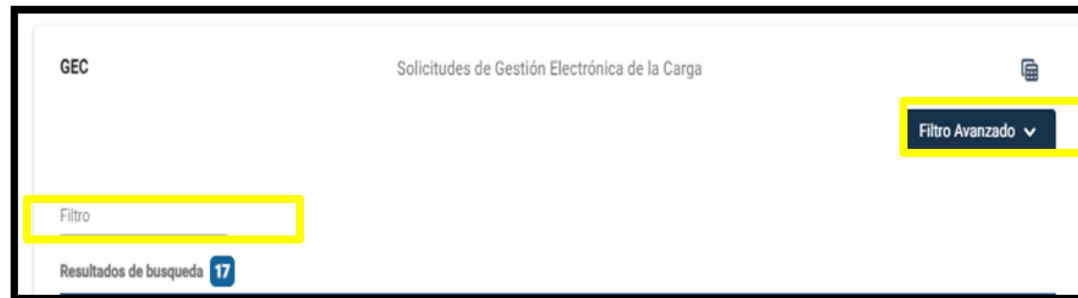 GEC
Solicitudes de Gestión Electrónica de la Carga
Filtro Avanzado
Filtro
Resultados de busqueda 17